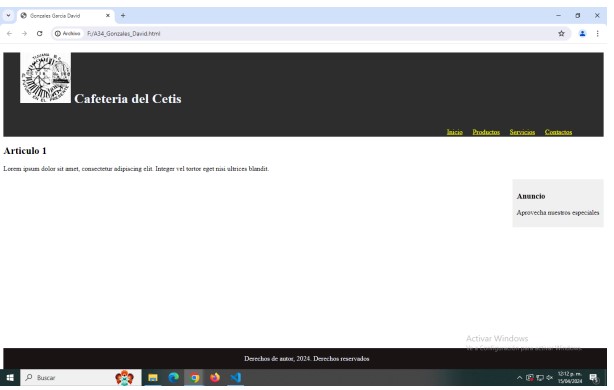 Gonzales Garcia David
Archivo F:/A34_Gonzales_David.html
Cafeteria del Cetis
Inicio Productos Servicios Contactos
Articulo 1
Lorem ipsum dolor sit amet, consectetur adipiscing elit. Integer vel tortor eget nisi ultrices blandit.
Anuncio
Aprovecha nuestros especiales
Activar Windows
Ve a Configuración para activar Windows.
Derechos de autor, 2024. Derechos reservados
Buscar
12:12 p. m.
15/04/2024